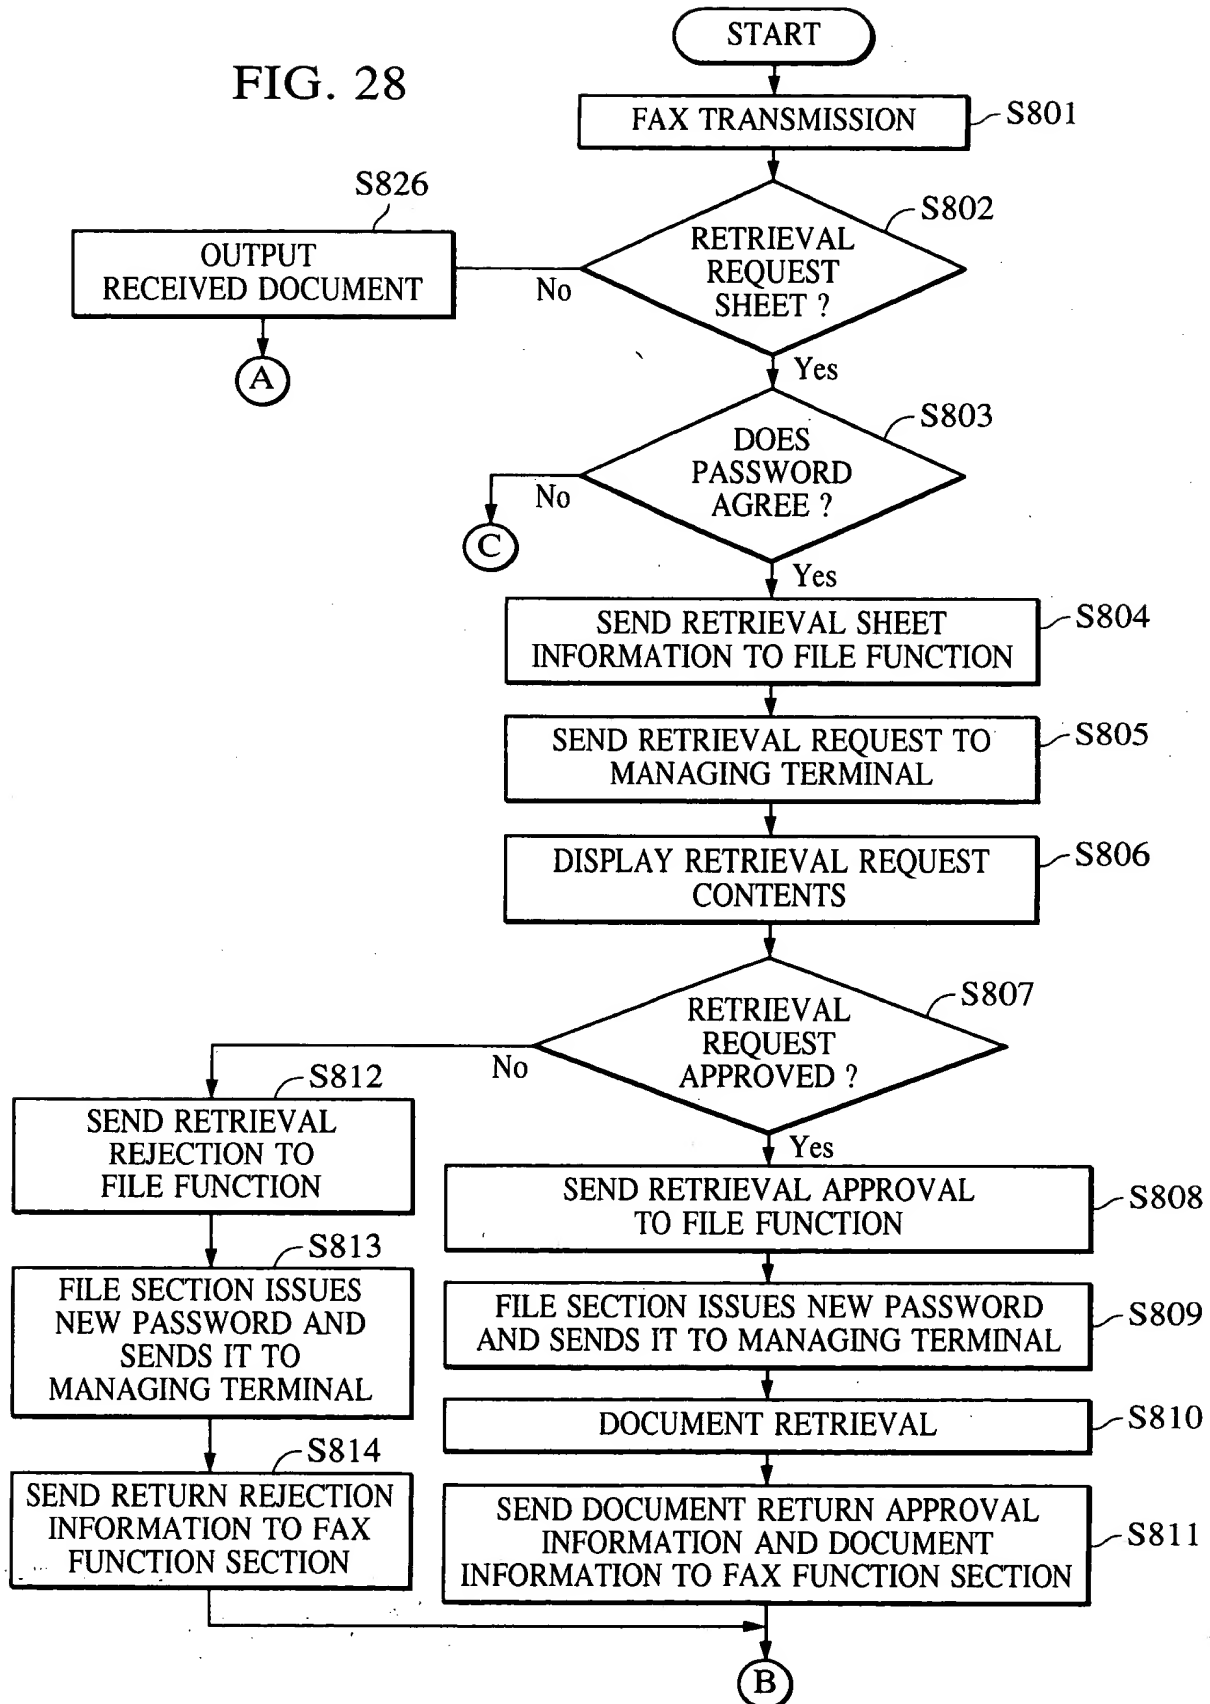 START
FIG. 28
FAX TRANSMISSION
S801
S826
OUTPUT
RECEIVED DOCUMENT
A
S802
RETRIEVAL
REQUEST
SHEET ?
No
Yes
S803
DOES
PASSWORD
AGREE ?
No
C
Yes
SEND RETRIEVAL SHEET
INFORMATION TO FILE FUNCTION
S804
SEND RETRIEVAL REQUEST TO
MANAGING TERMINAL
S805
DISPLAY RETRIEVAL REQUEST
CONTENTS
S806
RETRIEVAL
REQUEST
APPROVED ?
S807
No
Yes
S812
SEND RETRIEVAL
REJECTION TO
FILE FUNCTION
SEND RETRIEVAL APPROVAL
TO FILE FUNCTION
S808
S813
FILE SECTION ISSUES
NEW PASSWORD AND
SENDS IT TO
MANAGING TERMINAL
FILE SECTION ISSUES NEW PASSWORD
AND SENDS IT TO MANAGING TERMINAL
S809
DOCUMENT RETRIEVAL
S810
S814
SEND RETURN REJECTION
INFORMATION TO FAX
FUNCTION SECTION
SEND DOCUMENT RETURN APPROVAL
INFORMATION AND DOCUMENT
INFORMATION TO FAX FUNCTION SECTION
S811
B